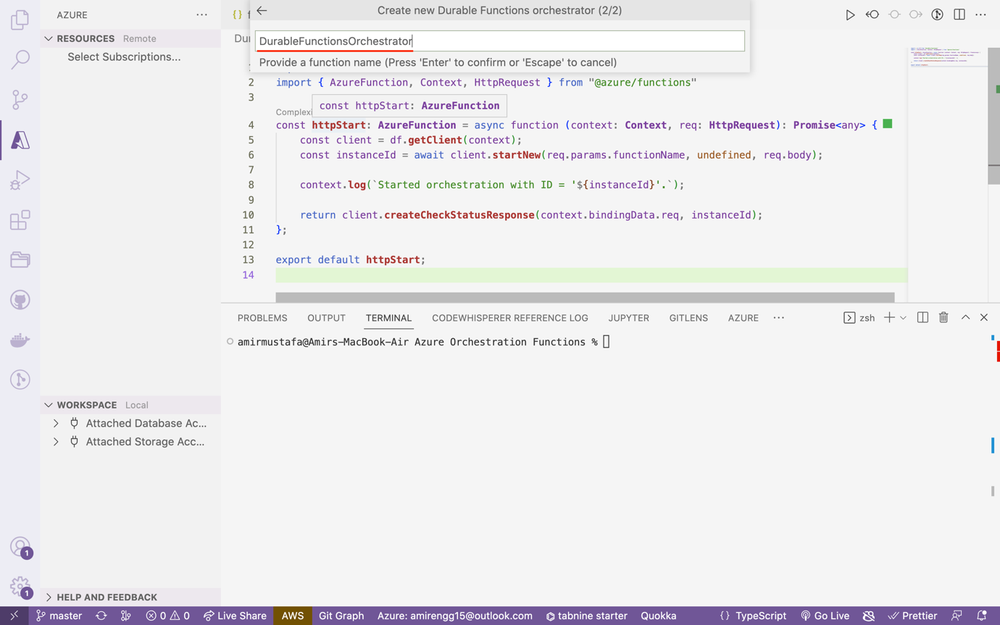 AZURE
RESOURCES Remote
Select Subscriptions...
WORKSPACE Local
Attached Database Ac...
Attached Storage Acc...
HELP AND FEEDBACK
1
1
{} f
Create new Durable Functions orchestrator (2/2)
DurableFunctionsOrchestrator
Provide a function name (Press 'Enter' to confirm or 'Escape' to cancel)
Dur
2 import { AzureFunction, Context, HttpRequest } from "@azure/functions"
3
const httpStart: AzureFunction
Complexi
4 const httpStart: AzureFunction = async function (context: Context, req: HttpRequest): Promise<any> {
5 const client = df.getClient(context);
6 const instanceId = await client.startNew(req.params.functionName, undefined, req.body);
7
8 context.log(`Started orchestration with ID = '${instanceId}'.`);
9
10 return client.createCheckStatusResponse(context.bindingData.req, instanceId);
11 };
12
13 export default httpStart;
14
PROBLEMS OUTPUT TERMINAL CODEWHISPERER REFERENCE LOG JUPYTER GITLENS AZURE ... zsh
amirmustafa@Amirs-MacBook-Air Azure Orchestration Functions %
master 0 0 Live Share AWS Git Graph Azure: amirengg15@outlook.com tabnine starter Quokka {} TypeScript Go Live Prettier